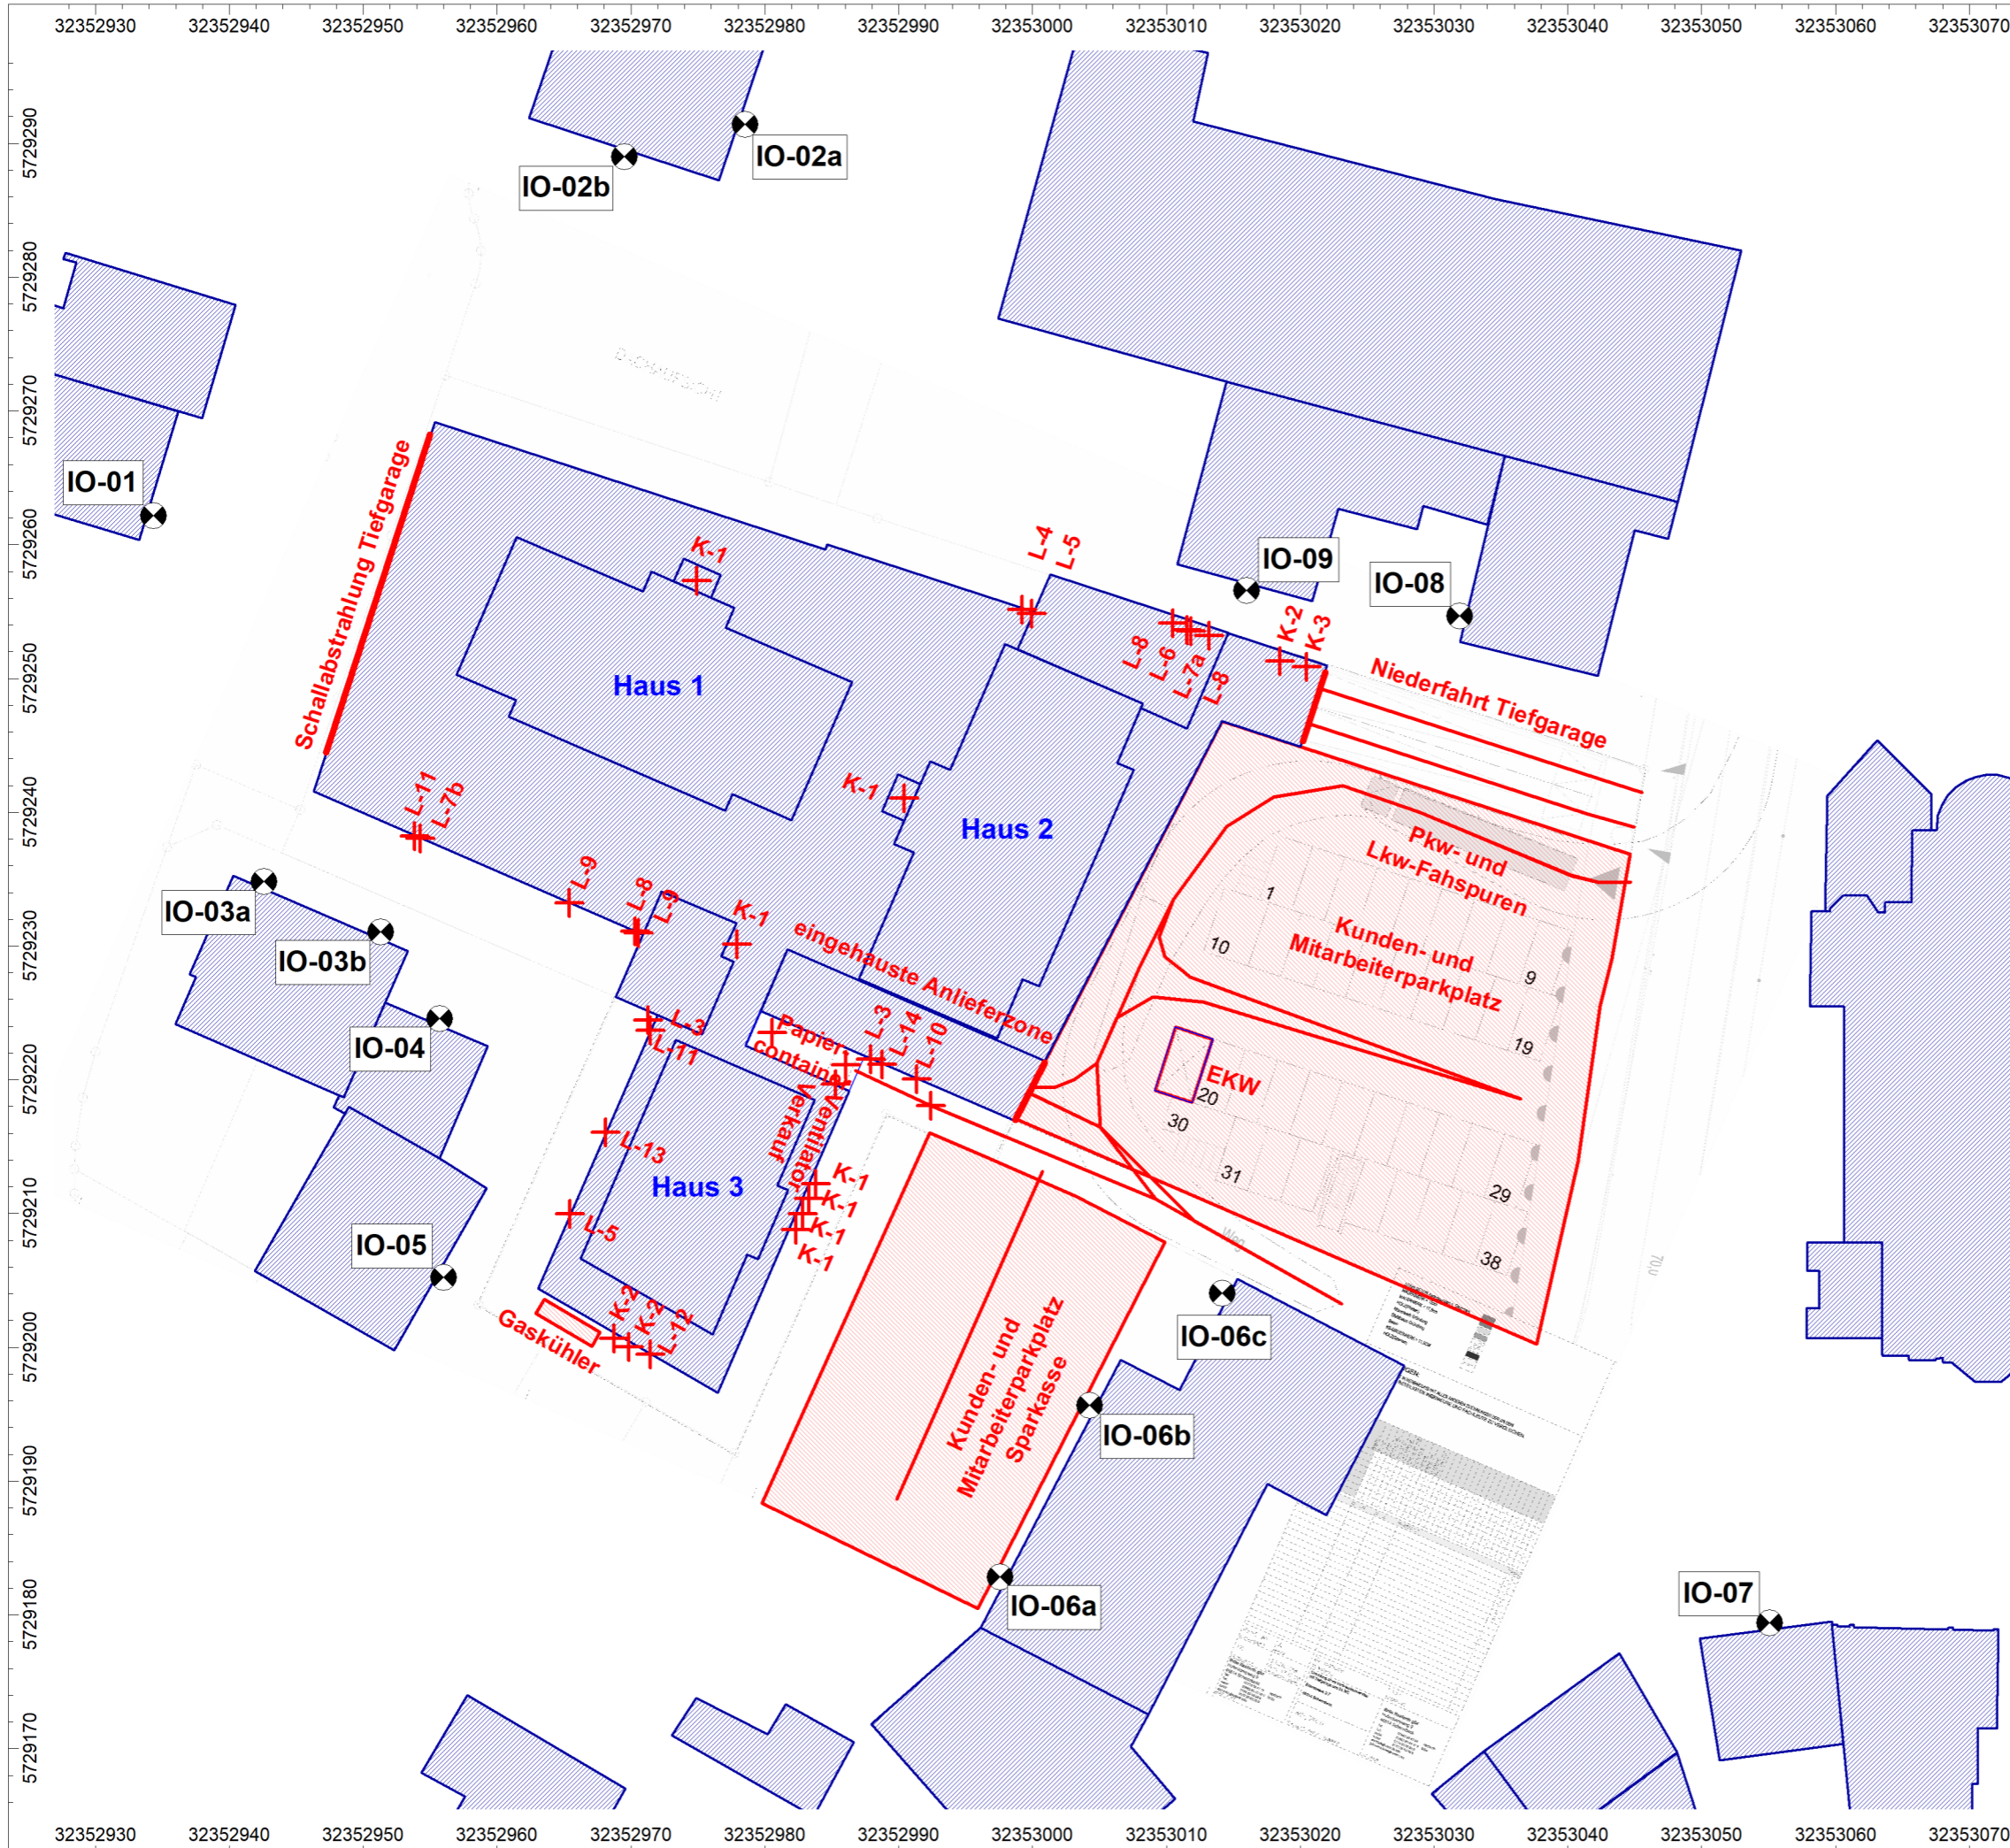 32352930 32352940 32352950 32352960 32352970 32352980 32352990 32353000 32353010 32353020 32353030 32353040 32353050 32353060 32353070
5729290
5729280
5729270
5729260
5729250
5729240
5729230
5729220
5729210
5729200
5729190
5729180
5729170
IO-02a
IO-02b
IO-01
Schallabstrahlung Tiefgarage
K-1
L-4
L-5
IO-09
IO-08
K-2
K-3
L-8
L-6
L-7a
L-8
Niederfahrt Tiefgarage
Haus 1
K-1
Haus 2
L-11
L-7b
L-9
L-8
L-9
K-1
Pkw- und
Lkw-Fahspuren
Kunden- und
Mitarbeiterparkplatz
1
10
9
19
IO-03a
IO-03b
IO-04
IO-05
eingehauste Anlieferzone
Papier-
container
L-3
L-14
L-10
L-3
L-11
Verkauf
Ventilator
L-13
Haus 3
L-5
K-1
K-1
K-1
K-1
EKW
20
30
31
29
38
Weg
70.0
Gaskühler
K-2
K-2
L-12
Kunden- und
Mitarbeiterparkplatz
Sparkasse
IO-06c
IO-06b
IO-06a
IO-07
32352930 32352940 32352950 32352960 32352970 32352980 32352990 32353000 32353010 32353020 32353030 32353040 32353050 32353060 32353070